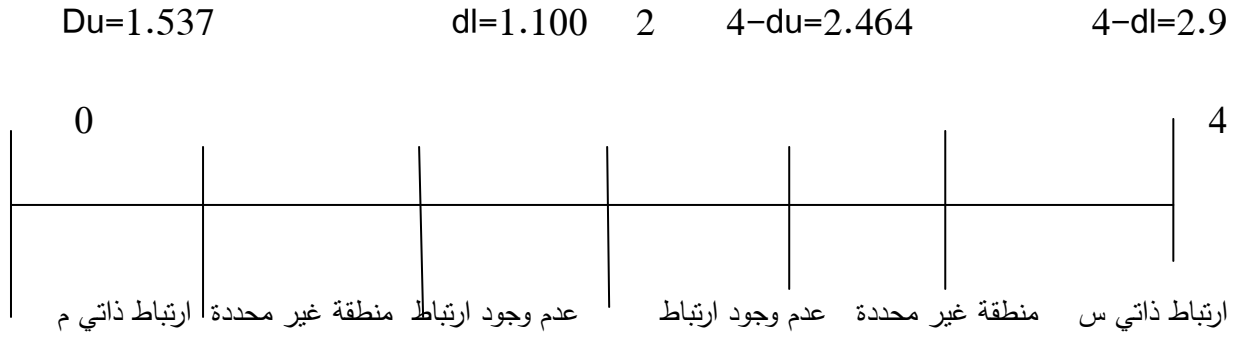 Du=1.537 dl=1.100 2 4-du=2.464 4-dl=2.9
0 4
ارتباط ذاتي م منطقة غير محددة عدم وجود ارتباط عدم وجود ارتباط منطقة غير محددة ارتباط ذاتي س